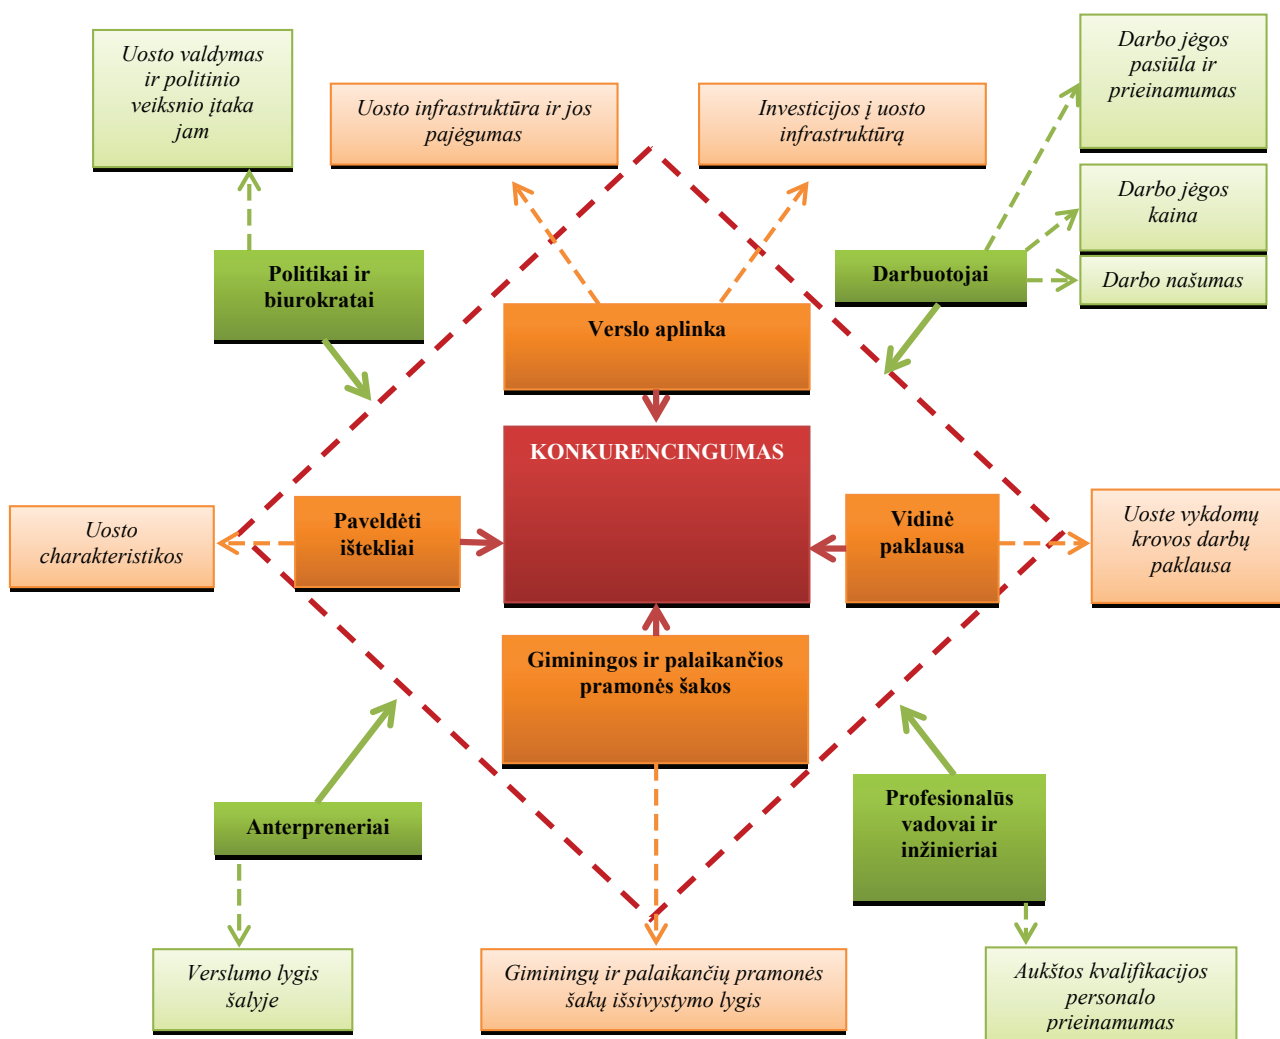 Uosto valdymas
ir politinio
veiksnio įtaka
jam
Uosto infrastruktūra ir jos
pajėgumas
Investicijos į uosto
infrastruktūrą
Darbo jėgos
pasiūla ir
prieinamumas
Darbo jėgos
kaina
Darbo našumas
Politikai ir
biurokratai
Verslo aplinka
Darbuotojai
KONKURENCINGUMAS
Uosto
charakteristikos
Paveldėti
ištekliai
Vidinė
paklausa
Uoste vykdomų
krovos darbų
paklausa
Giminingos ir palaikančios
pramonės šakos
Anterpreneriai
Profesionalūs
vadovai ir
inžinieriai
Verslumo lygis
šalyje
Giminingų ir palaikančių pramonės
šakų išsivystymo lygis
Aukštos kvalifikacijos
personalo
prieinamumas